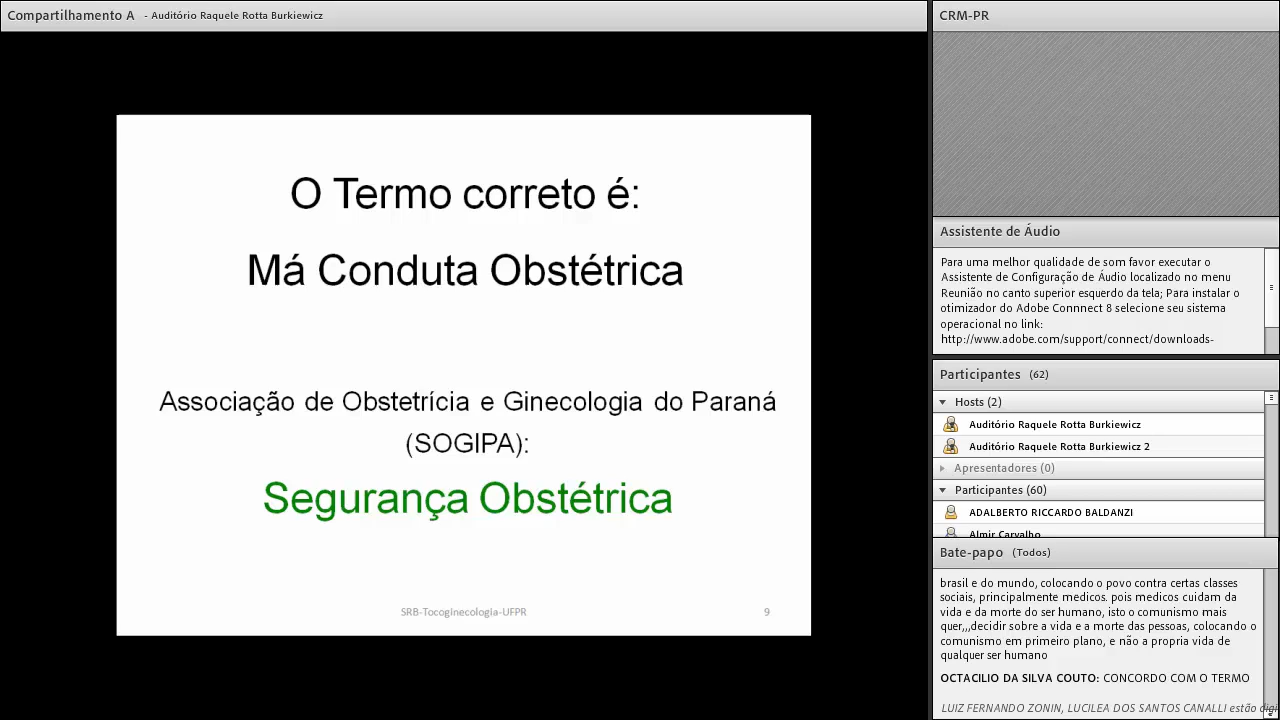 Compartilhamento A - Auditório Raquele Rotta Burkiewicz
O Termo correto é:
Má Conduta Obstétrica
Associação de Obstetrícia e Ginecologia do Paraná
(SOGIPA):
Segurança Obstétrica
SRB-Tocoginecologia-UFPR 9
CRM-PR
Assistente de Áudio
Para uma melhor qualidade de som favor executar o
Assistente de Configuração de Áudio localizado no menu
Reunião no canto superior esquerdo da tela; Para instalar o
otimizador do Adobe Connnect 8 selecione seu sistema
operacional no link:
http://www.adobe.com/support/connect/downloads-
Participantes (62)
Hosts (2)
Auditório Raquele Rotta Burkiewicz
Auditório Raquele Rotta Burkiewicz 2
Apresentadores (0)
Participantes (60)
ADALBERTO RICCARDO BALDANZI
Almir Carvalho
Bate-papo (Todos)
brasil e do mundo, colocando o povo contra certas classes
sociais, principalmente medicos. pois medicos cuidam da
vida e da morte do ser humano, isto o comunismo mais
quer,,,decidir sobre a vida e a morte das pessoas, colocando o
comunismo em primeiro plano, e não a propria vida de
qualquer ser humano
OCTACILIO DA SILVA COUTO: CONCORDO COM O TERMO
LUIZ FERNANDO ZONIN, LUCILEA DOS SANTOS CANALLI estão